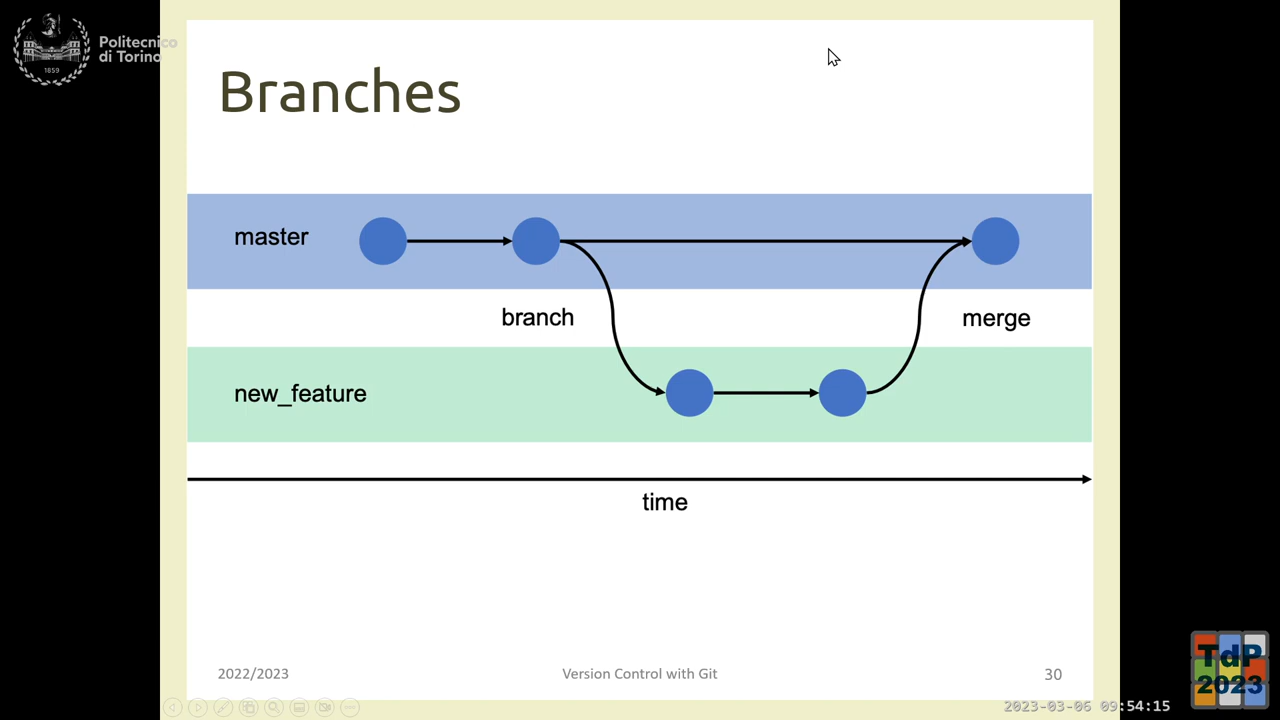 Politecnico
di Torino
1859
Branches
master
branch
merge
new_feature
time
2022/2023
Version Control with Git
30
TdP
2023
2023-03-06 09:54:15